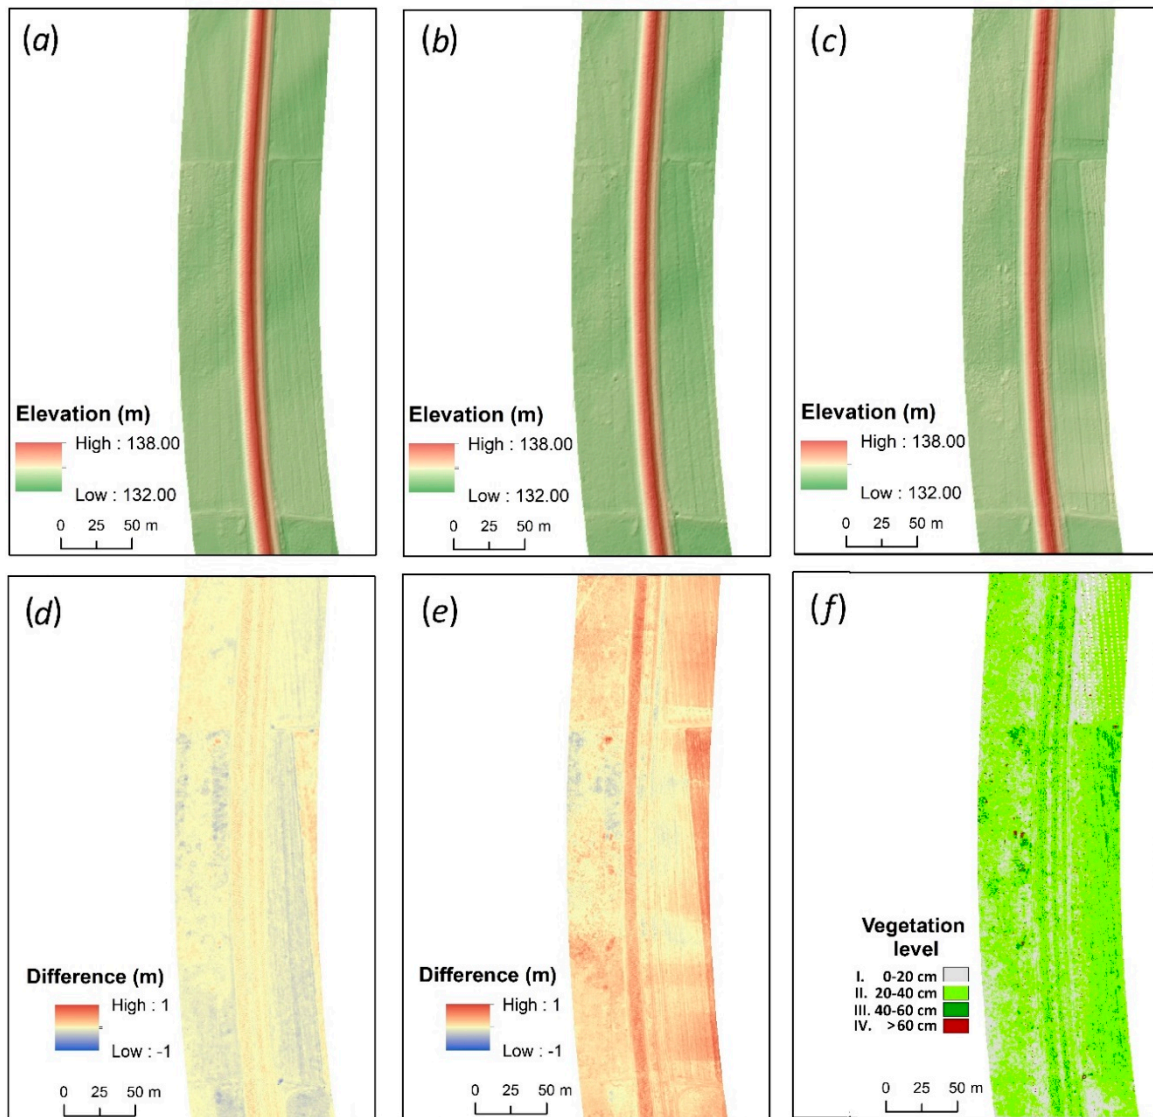 (a)
Elevation (m)
High : 138.00
Low : 132.00
0 25 50 m
(b)
Elevation (m)
High : 138.00
Low : 132.00
0 25 50 m
(c)
Elevation (m)
High : 138.00
Low : 132.00
0 25 50 m
(d)
Difference (m)
High : 1
Low : -1
0 25 50 m
(e)
Difference (m)
High : 1
Low : -1
0 25 50 m
(f)
Vegetation
level
I. 0-20 cm
II. 20-40 cm
III. 40-60 cm
IV. >60 cm
0 25 50 m